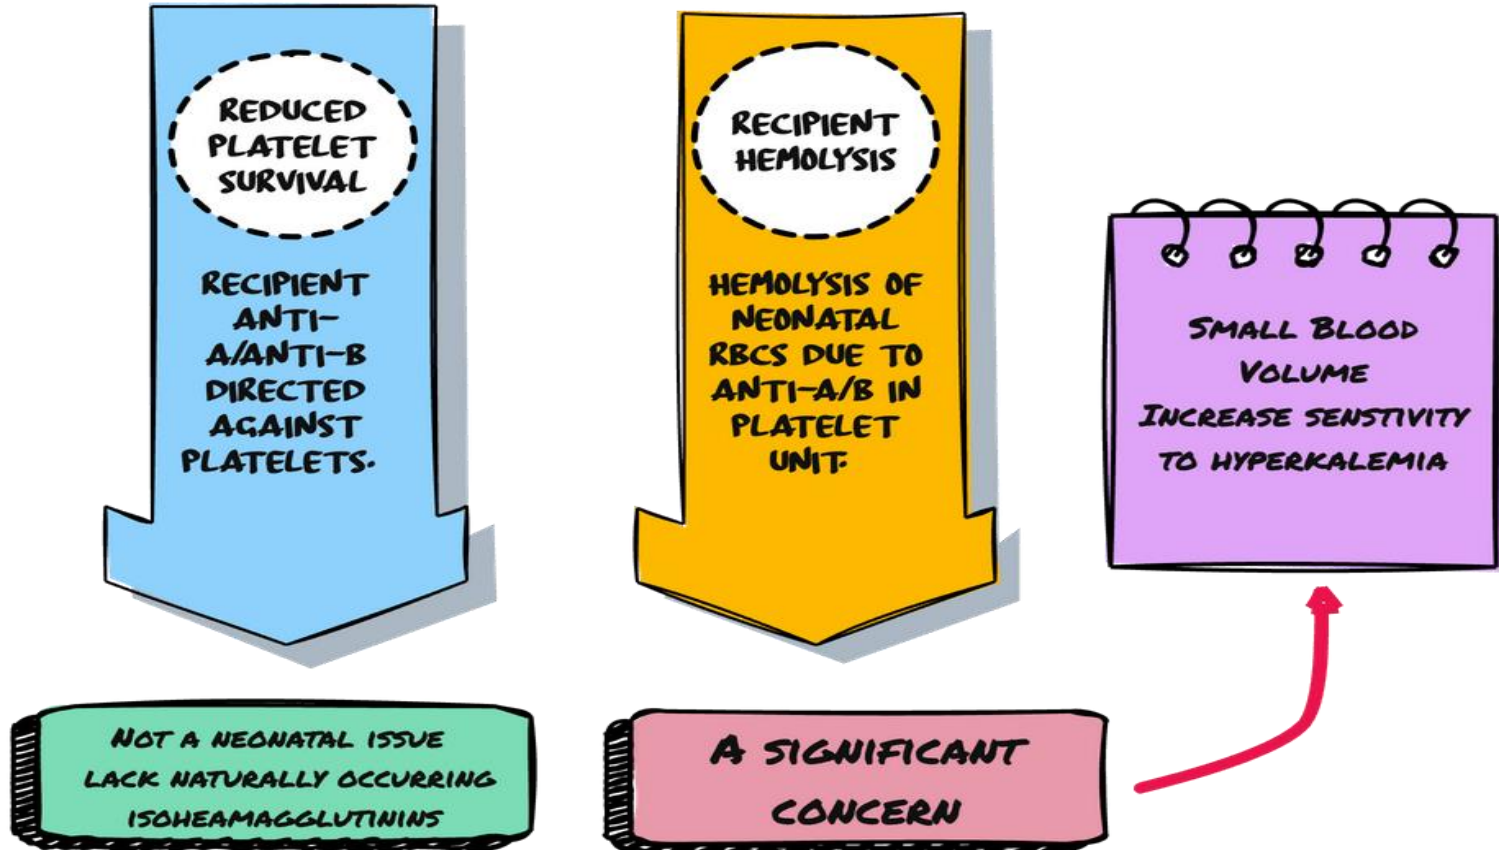 REDUCED
PLATELET
SURVIVAL
RECIPIENT
ANTI-
A/ANTI-B
DIRECTED
AGAINST
PLATELETS.
NOT A NEONATAL ISSUE
LACK NATURALLY OCCURRING
ISOHEAMAGGLUTININS
RECIPIENT
HEMOLYSIS
HEMOLYSIS OF
NEONATAL
RBCS DUE TO
ANTI-A/B IN
PLATELET
UNIT.
A SIGNIFICANT
CONCERN
SMALL BLOOD
VOLUME
INCREASE SENSTIVITY
TO HYPERKALEMIA